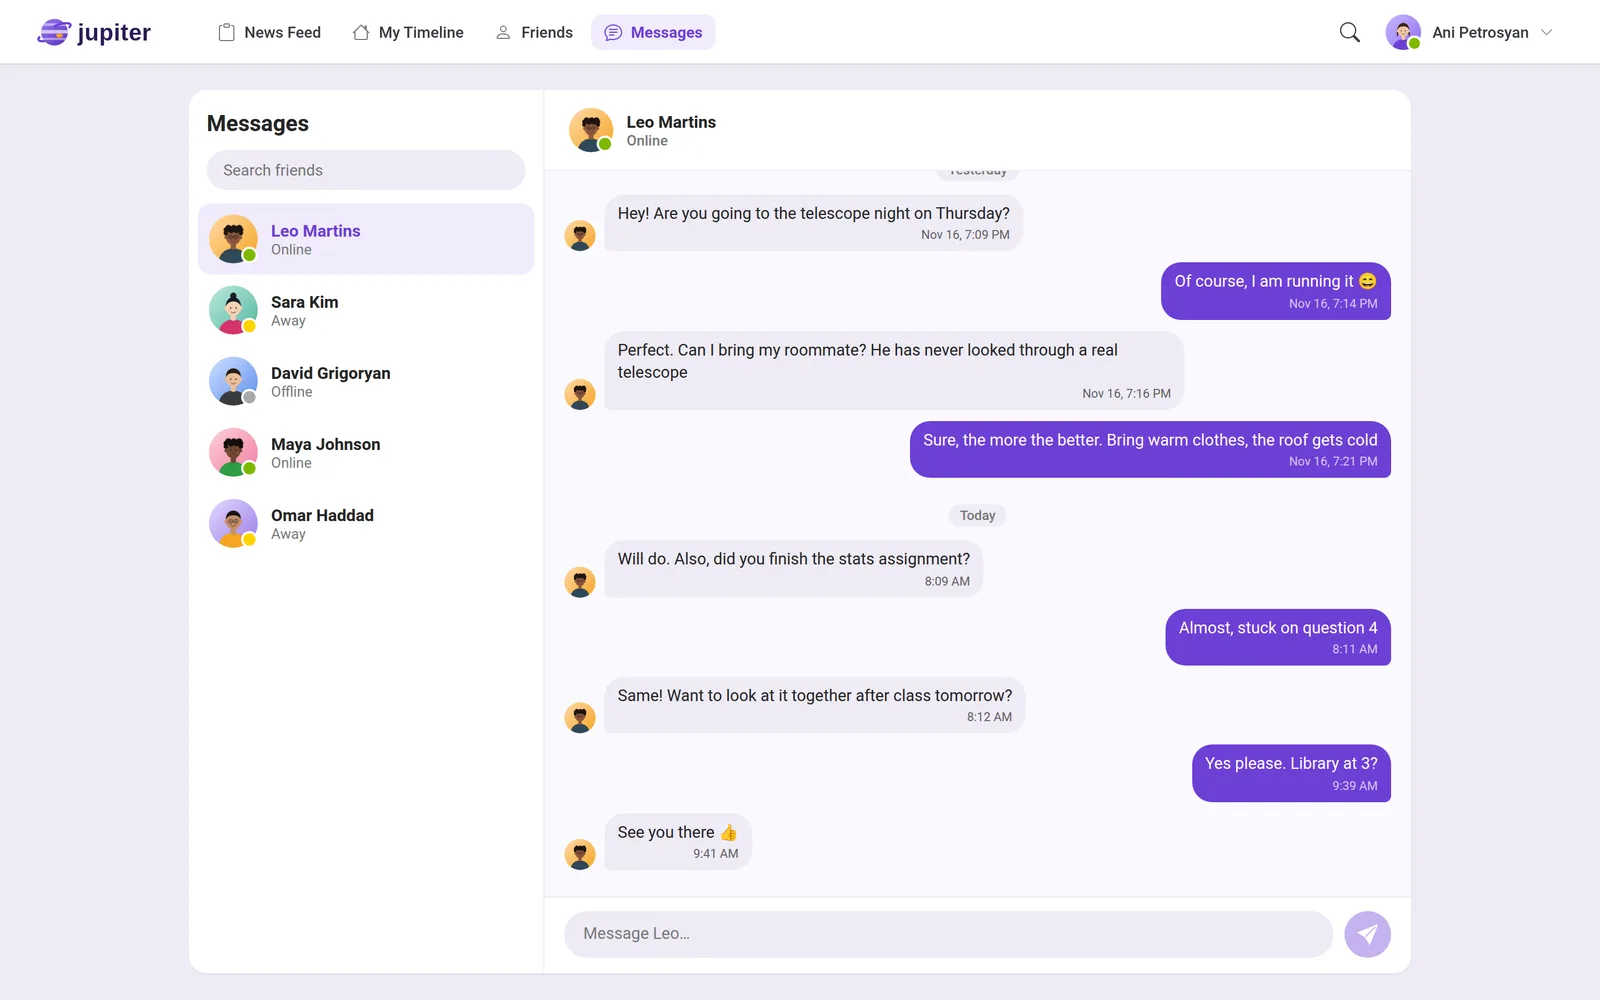 jupiter
News Feed
My Timeline
Friends
Messages
Ani Petrosyan
Messages
Search friends
Leo Martins
Online
Sara Kim
Away
David Grigoryan
Offline
Maya Johnson
Online
Omar Haddad
Away
Leo Martins
Online
Yesterday
Hey! Are you going to the telescope night on Thursday?
Nov 16, 7:09 PM
Of course, I am running it 😄
Nov 16, 7:14 PM
Perfect. Can I bring my roommate? He has never looked through a real
telescope
Nov 16, 7:16 PM
Sure, the more the better. Bring warm clothes, the roof gets cold
Nov 16, 7:21 PM
Today
Will do. Also, did you finish the stats assignment?
8:09 AM
Almost, stuck on question 4
8:11 AM
Same! Want to look at it together after class tomorrow?
8:12 AM
Yes please. Library at 3?
9:39 AM
See you there 👍
9:41 AM
Message Leo…